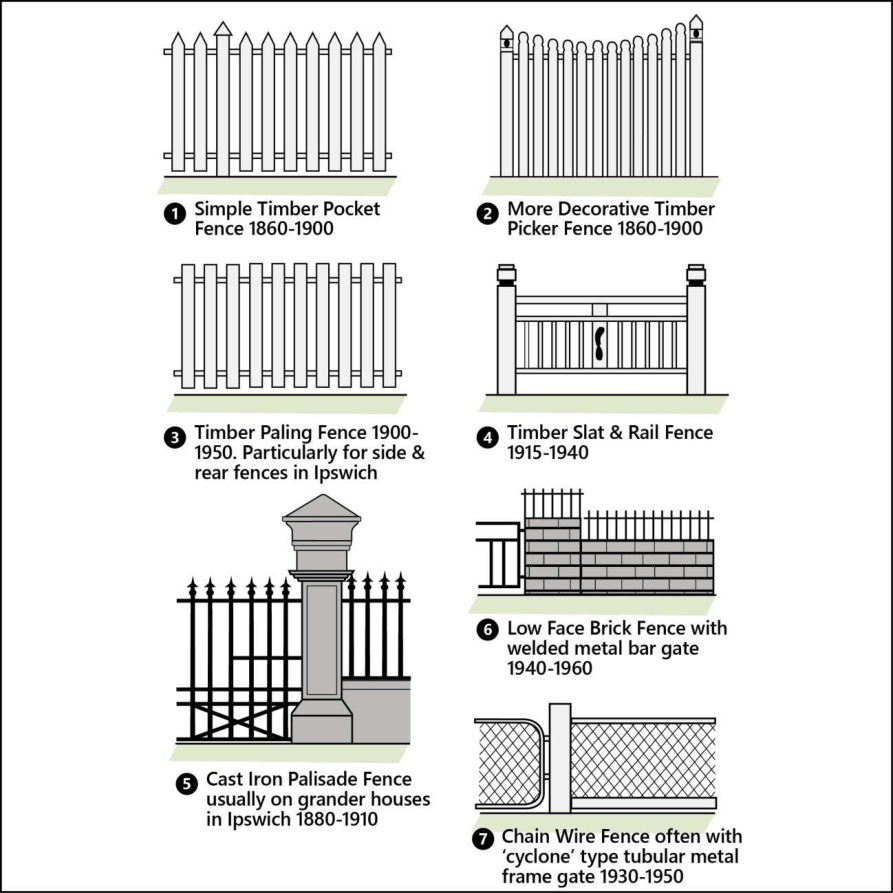 1 Simple Timber Pocket
Fence 1860-1900
2 More Decorative Timber
Picker Fence 1860-1900
3 Timber Paling Fence 1900-
1950. Particularly for side &
rear fences in Ipswich
4 Timber Slat & Rail Fence
1915-1940
5 Cast Iron Palisade Fence
usually on grander houses
in Ipswich 1880-1910
6 Low Face Brick Fence with
welded metal bar gate
1940-1960
7 Chain Wire Fence often with
‘cyclone’ type tubular metal
frame gate 1930-1950